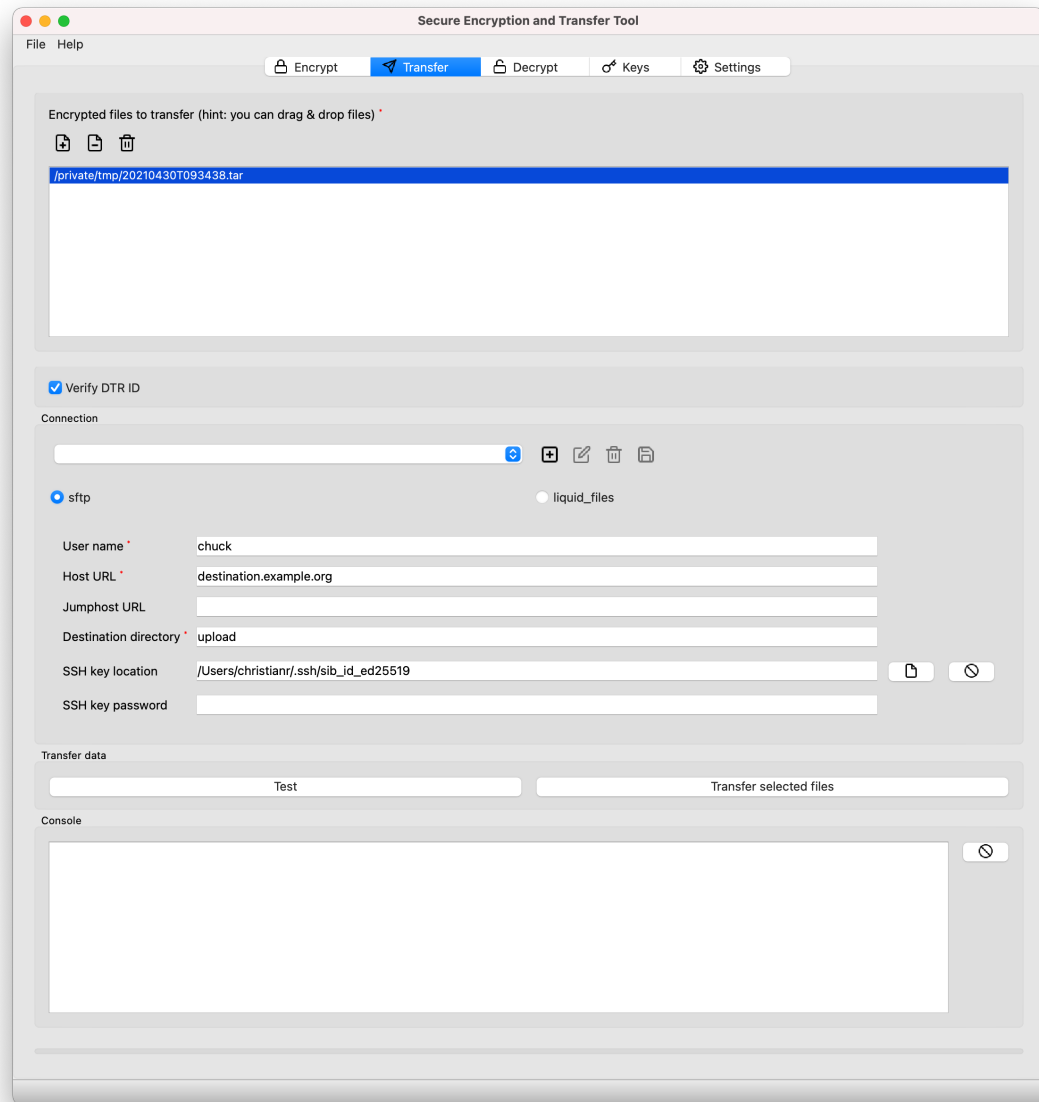 Secure Encryption and Transfer Tool
File Help
Encrypt Transfer Decrypt Keys Settings
Encrypted files to transfer (hint: you can drag & drop files) *
/private/tmp/20210430T093438.tar
Verify DTR ID
Connection
sftp liquid_files
User name * chuck
Host URL * destination.example.org
Jumphost URL
Destination directory * upload
SSH key location /Users/christianr/.ssh/sib_id_ed25519
SSH key password
Transfer data
Test Transfer selected files
Console